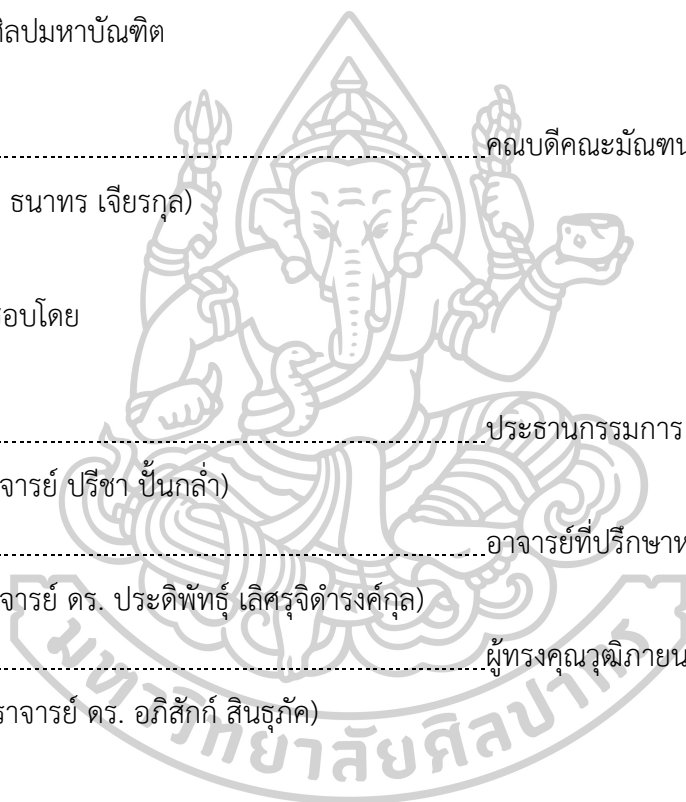 ศิลปมหาบัณฑิต
คณบดีคณะมัณฑน
ธนาทร เจียรกุล)
สอบโดย
ประธานกรรมการ
จารย์ ปรีชา ปั้นกล่ำ)
อาจารย์ที่ปรึกษาห
จารย์ ดร. ประดิพัทธุ์ เลิศรุจิดำรงค์กุล)
ผู้ทรงคุณวุฒิภายน
ราจารย์ ดร. อภิสักก์ สินธุภัค)
มหาวิทยาลัยศิลปากร